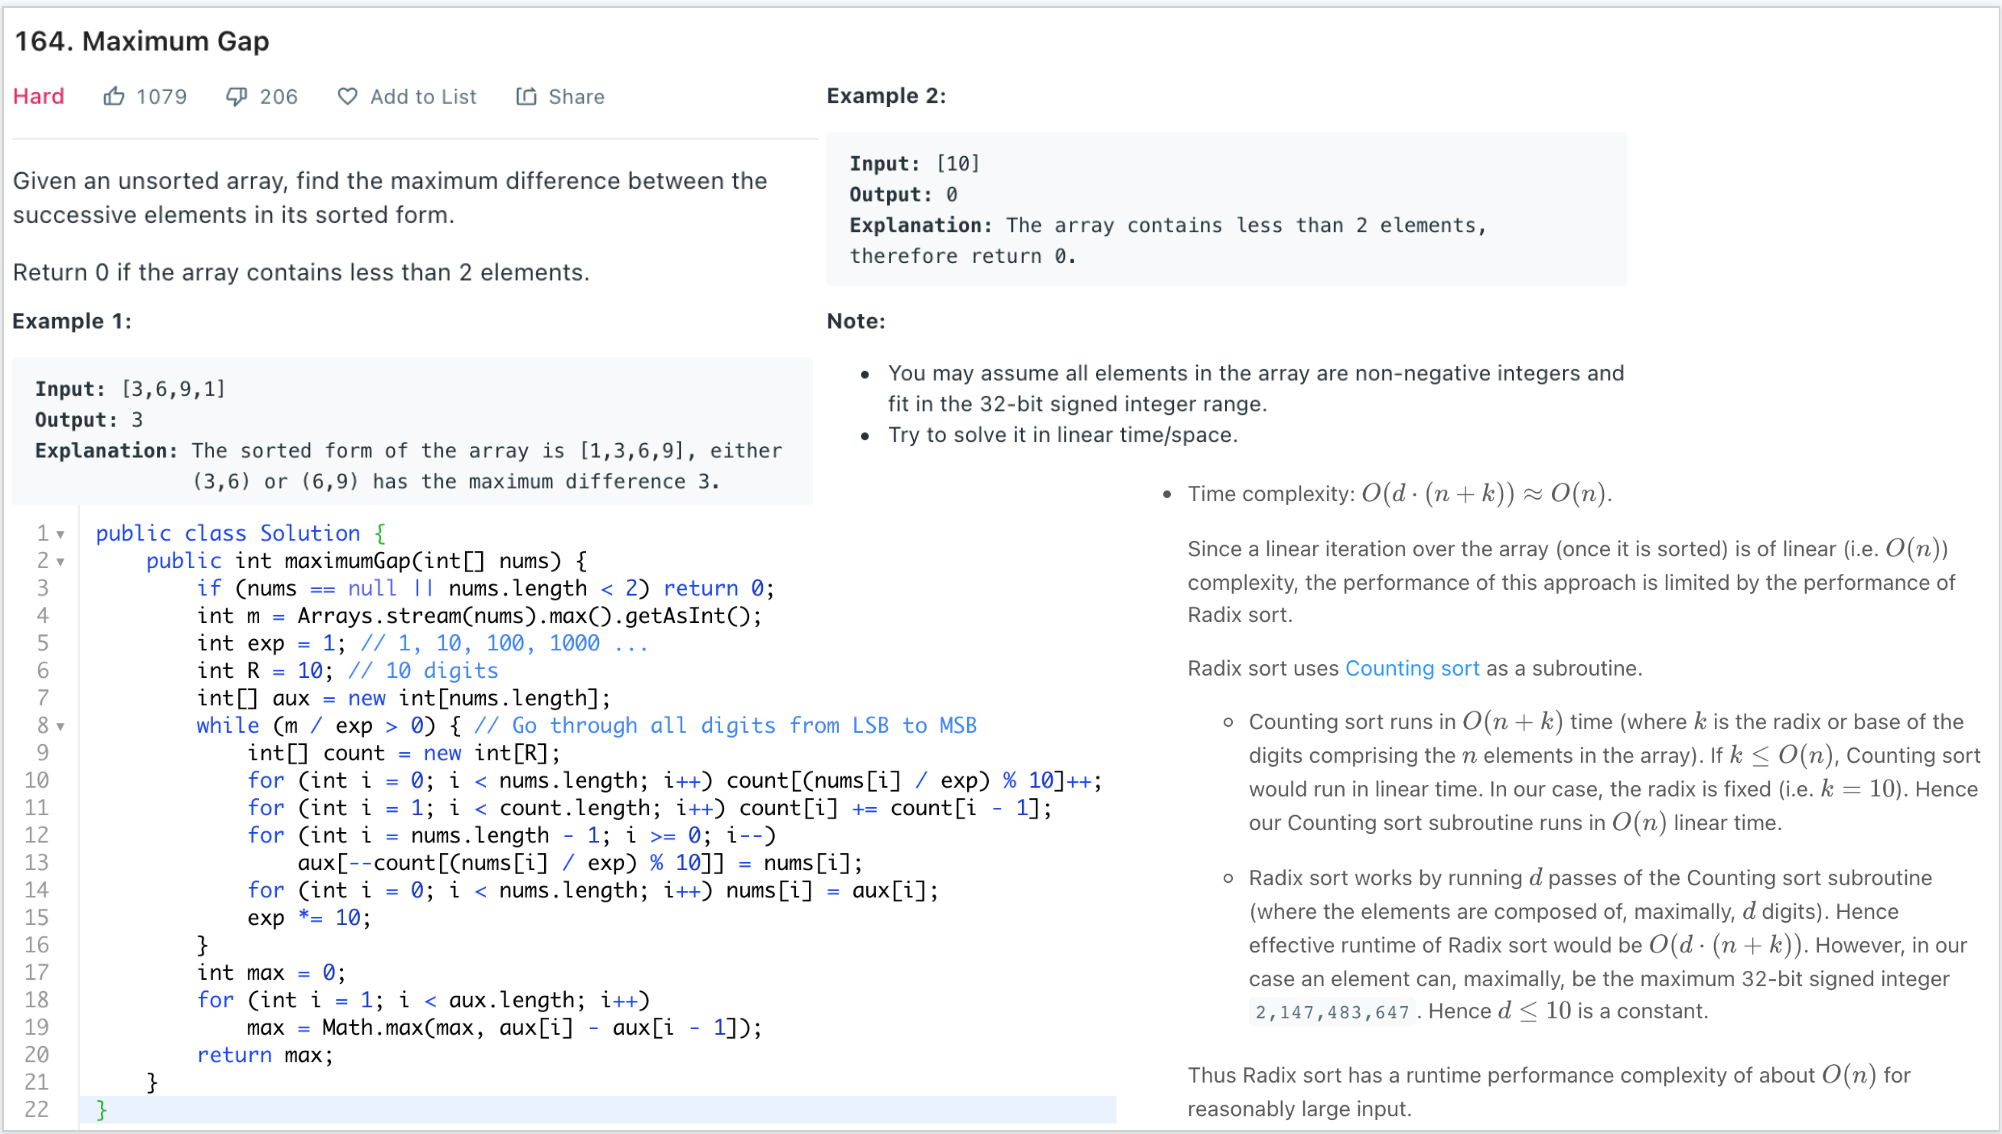 164. Maximum Gap
Hard 1079 206 Add to List Share
Given an unsorted array, find the maximum difference between the
successive elements in its sorted form.
Return 0 if the array contains less than 2 elements.
Example 1:
Input: [3,6,9,1]
Output: 3
Explanation: The sorted form of the array is [1,3,6,9], either
(3,6) or (6,9) has the maximum difference 3.
Example 2:
Input: [10]
Output: 0
Explanation: The array contains less than 2 elements,
therefore return 0.
Note:
• You may assume all elements in the array are non-negative integers and
fit in the 32-bit signed integer range.
• Try to solve it in linear time/space.
1 public class Solution {
2     public int maximumGap(int[] nums) {
3         if (nums == null || nums.length < 2) return 0;
4         int m = Arrays.stream(nums).max().getAsInt();
5         int exp = 1; // 1, 10, 100, 1000 ...
6         int R = 10; // 10 digits
7         int[] aux = new int[nums.length];
8         while (m / exp > 0) { // Go through all digits from LSB to MSB
9             int[] count = new int[R];
10             for (int i = 0; i < nums.length; i++) count[(nums[i] / exp) % 10]++;
11             for (int i = 1; i < count.length; i++) count[i] += count[i - 1];
12             for (int i = nums.length - 1; i >= 0; i--)
13                 aux[--count[(nums[i] / exp) % 10]] = nums[i];
14             for (int i = 0; i < nums.length; i++) nums[i] = aux[i];
15             exp *= 10;
16         }
17         int max = 0;
18         for (int i = 1; i < aux.length; i++)
19             max = Math.max(max, aux[i] - aux[i - 1]);
20         return max;
21     }
22 }
• Time complexity: O(d · (n + k)) ≈ O(n).
Since a linear iteration over the array (once it is sorted) is of linear (i.e. O(n))
complexity, the performance of this approach is limited by the performance of
Radix sort.
Radix sort uses Counting sort as a subroutine.
◦ Counting sort runs in O(n + k) time (where k is the radix or base of the
digits comprising the n elements in the array). If k ≤ O(n), Counting sort
would run in linear time. In our case, the radix is fixed (i.e. k = 10). Hence
our Counting sort subroutine runs in O(n) linear time.
◦ Radix sort works by running d passes of the Counting sort subroutine
(where the elements are composed of, maximally, d digits). Hence
effective runtime of Radix sort would be O(d · (n + k)). However, in our
case an element can, maximally, be the maximum 32-bit signed integer
2,147,483,647 . Hence d ≤ 10 is a constant.
Thus Radix sort has a runtime performance complexity of about O(n) for
reasonably large input.